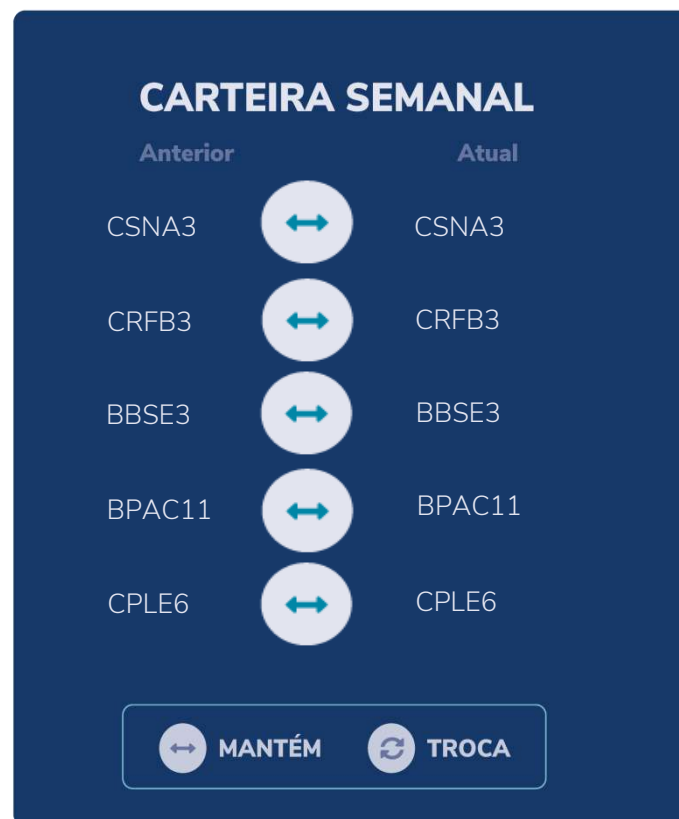 CARTEIRA SEMANAL
Anterior Atual
CSNA3 CSNA3
CRFB3 CRFB3
BBSE3 BBSE3
BPAC11 BPAC11
CPLE6 CPLE6
MANTÉM TROCA